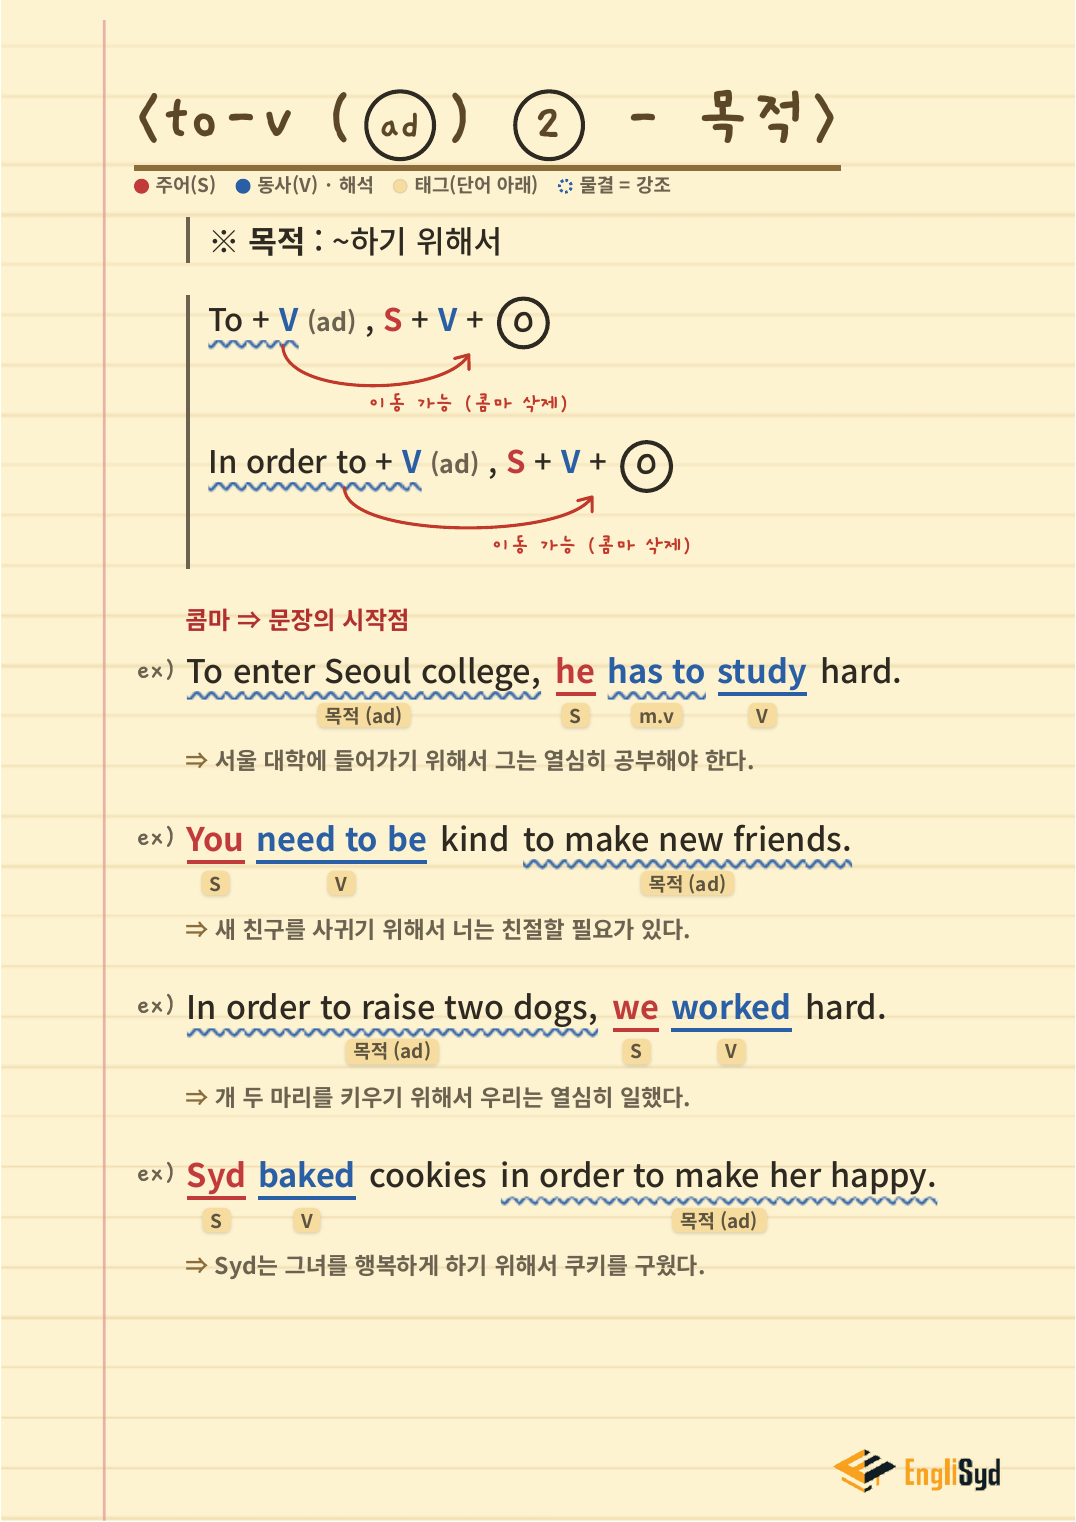 <to-v (ad) 2 - 목적>
주어(S) 동사(V) · 해석 태그(단어 아래) 물결 = 강조
※ 목적 : ~하기 위해서
To + V (ad) , S + V + O
이동 가능 (콤마 삭제)
In order to + V (ad) , S + V + O
이동 가능 (콤마 삭제)
콤마 ⇒ 문장의 시작점
ex) To enter Seoul college, he has to study hard.
목적 (ad) S m.v V
⇒ 서울 대학에 들어가기 위해서 그는 열심히 공부해야 한다.
ex) You need to be kind to make new friends.
S V 목적 (ad)
⇒ 새 친구를 사귀기 위해서 너는 친절할 필요가 있다.
ex) In order to raise two dogs, we worked hard.
목적 (ad) S V
⇒ 개 두 마리를 키우기 위해서 우리는 열심히 일했다.
ex) Syd baked cookies in order to make her happy.
S V 목적 (ad)
⇒ Syd는 그녀를 행복하게 하기 위해서 쿠키를 구웠다.
EngliSyd